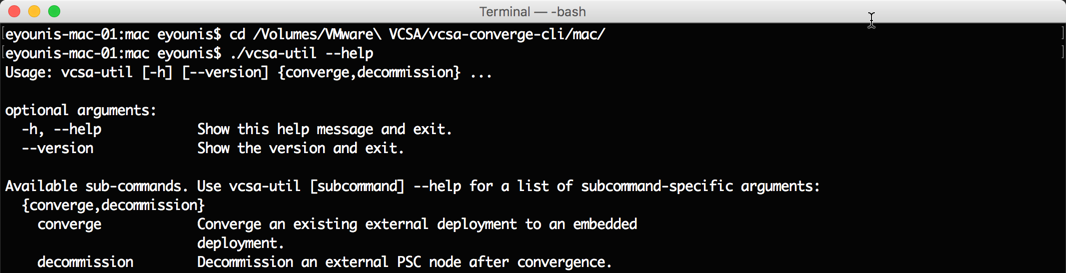 Terminal — -bash
[eyounis-mac-01:mac eyounis$ cd /Volumes/VMware\ VCSA/vcsa-converge-cli/mac/ ]
[eyounis-mac-01:mac eyounis$ ./vcsa-util --help ]
Usage: vcsa-util [-h] [--version] {converge,decommission} ...
optional arguments:
-h, --help Show this help message and exit.
--version Show the version and exit.
Available sub-commands. Use vcsa-util [subcommand] --help for a list of subcommand-specific arguments:
{converge,decommission}
converge Converge an existing external deployment to an embedded
deployment.
decommission Decommission an external PSC node after convergence.